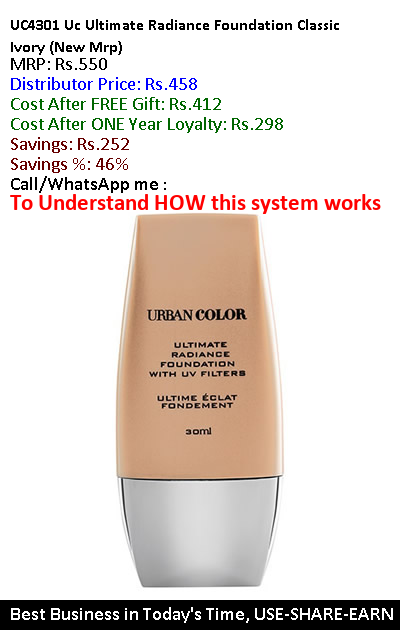 UC4301 Uc Ultimate Radiance Foundation Classic
Ivory (New Mrp)
MRP: Rs.550
Distributor Price: Rs.458
Cost After FREE Gift: Rs.412
Cost After ONE Year Loyalty: Rs.298
Savings: Rs.252
Savings %: 46%
Call/WhatsApp me :
To Understand HOW this system works
URBAN COLOR
ULTIMATE
RADIANCE
FOUNDATION
WITH UV FILTERS
ULTIME ÉCLAT
FONDEMENT
30ml
Best Business in Today's Time, USE-SHARE-EARN